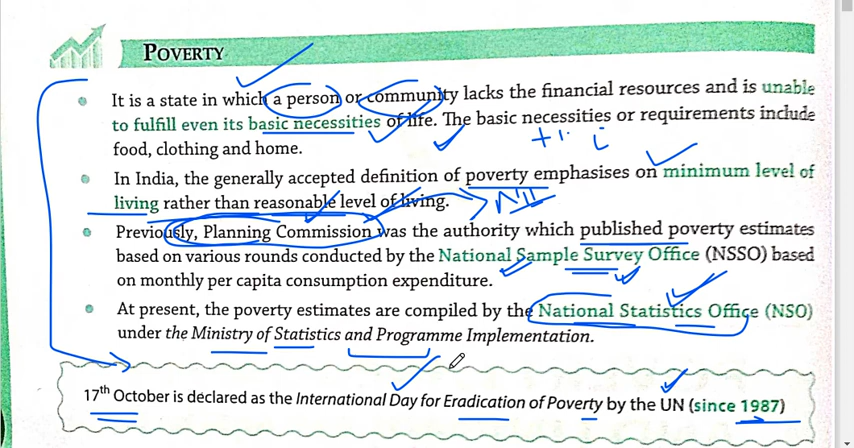 POVERTY
It is a state in which a person or community lacks the financial resources and is unable
to fulfill even its basic necessities of life. The basic necessities or requirements include
food, clothing and home.
In India, the generally accepted definition of poverty emphasises on minimum level of
living rather than reasonable level of living.
Previously, Planning Commission was the authority which published poverty estimates
based on various rounds conducted by the National Sample Survey Office (NSSO) based
on monthly per capita consumption expenditure.
At present, the poverty estimates are compiled by the National Statistics Office (NSO)
under the Ministry of Statistics and Programme Implementation.
17th October is declared as the International Day for Eradication of Poverty by the UN (since 1987)